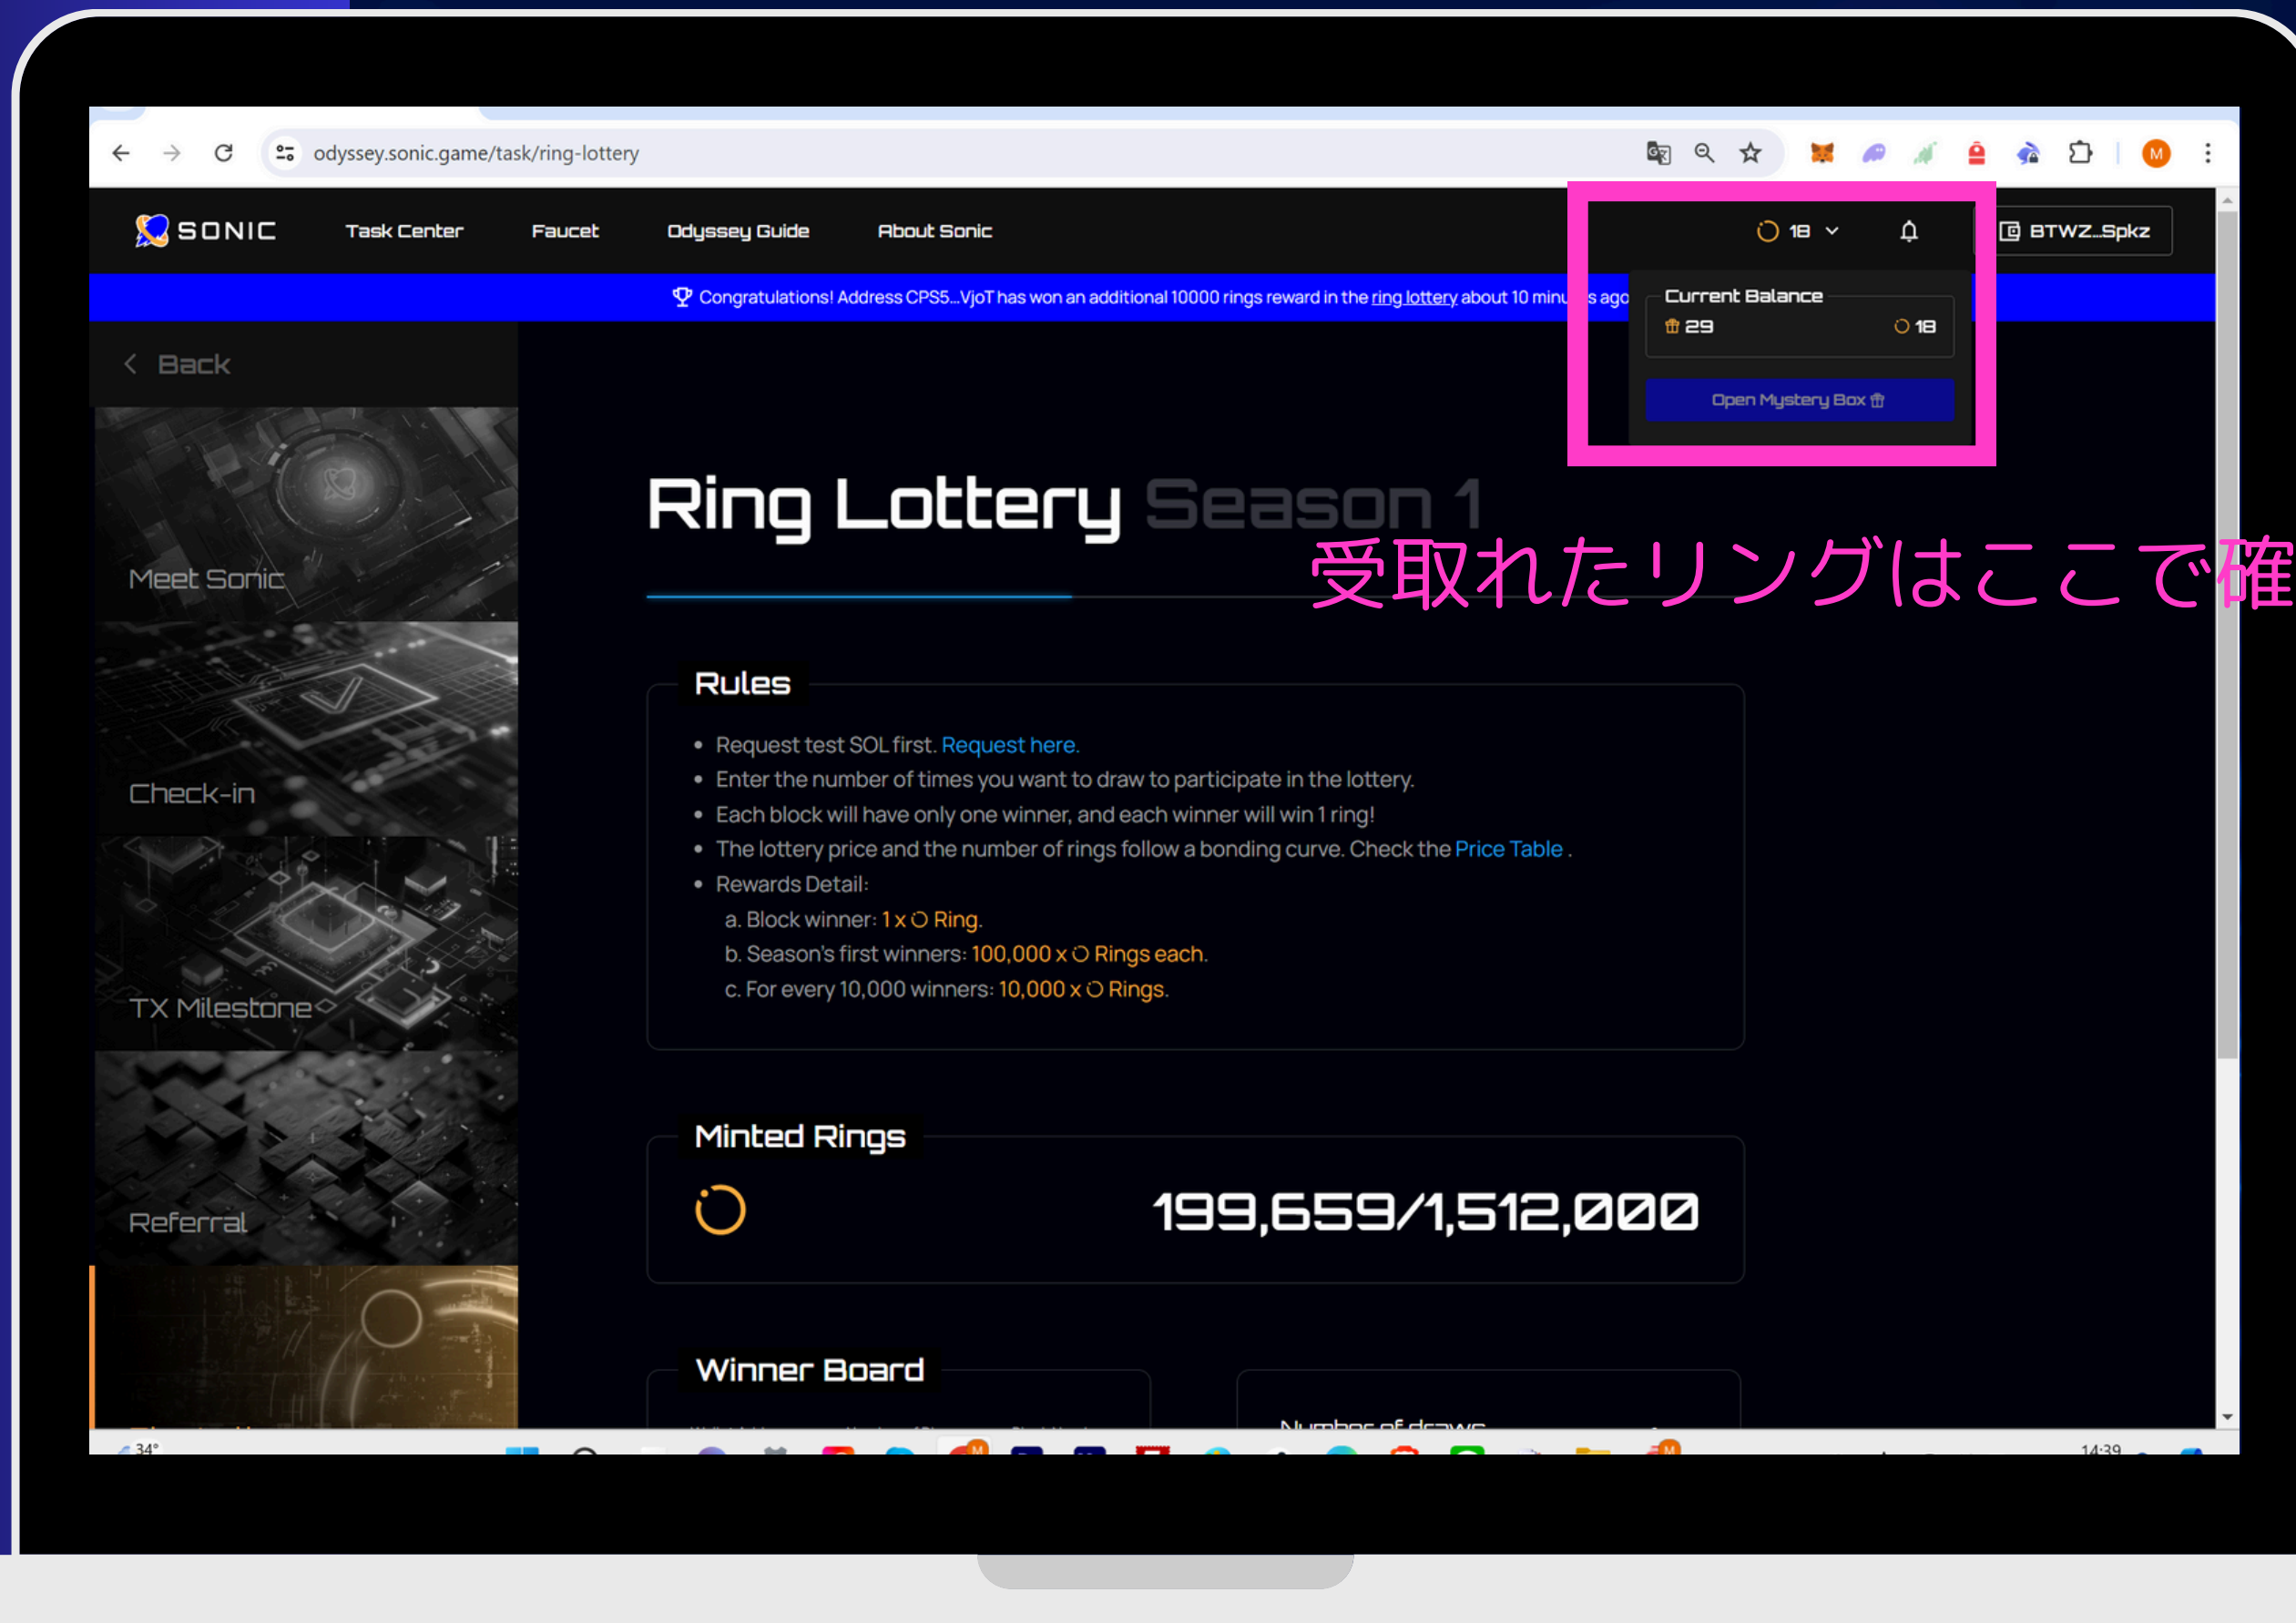 odyssey.sonic.game/task/ring-lottery
M
SONIC
Task Center
Faucet
Odyssey Guide
About Sonic
18
BTWZ...Spkz
Congratulations! Address CPS5...VjoT has won an additional 10000 rings reward in the ring lottery about 10 minutes ago
Current Balance
29
18
Open Mystery Box
Back
Meet Sonic
Check-in
TX Milestone
Referral
Ring Lottery Season 1
受取れたリングはここで確
Rules
Request test SOL first. Request here.
Enter the number of times you want to draw to participate in the lottery.
Each block will have only one winner, and each winner will win 1 ring!
The lottery price and the number of rings follow a bonding curve. Check the Price Table .
Rewards Detail:
a. Block winner: 1 x Ring.
b. Season's first winners: 100,000 x Rings each.
c. For every 10,000 winners: 10,000 x Rings.
Minted Rings
199,659/1,512,000
Winner Board
Number of draws
34°
14:39